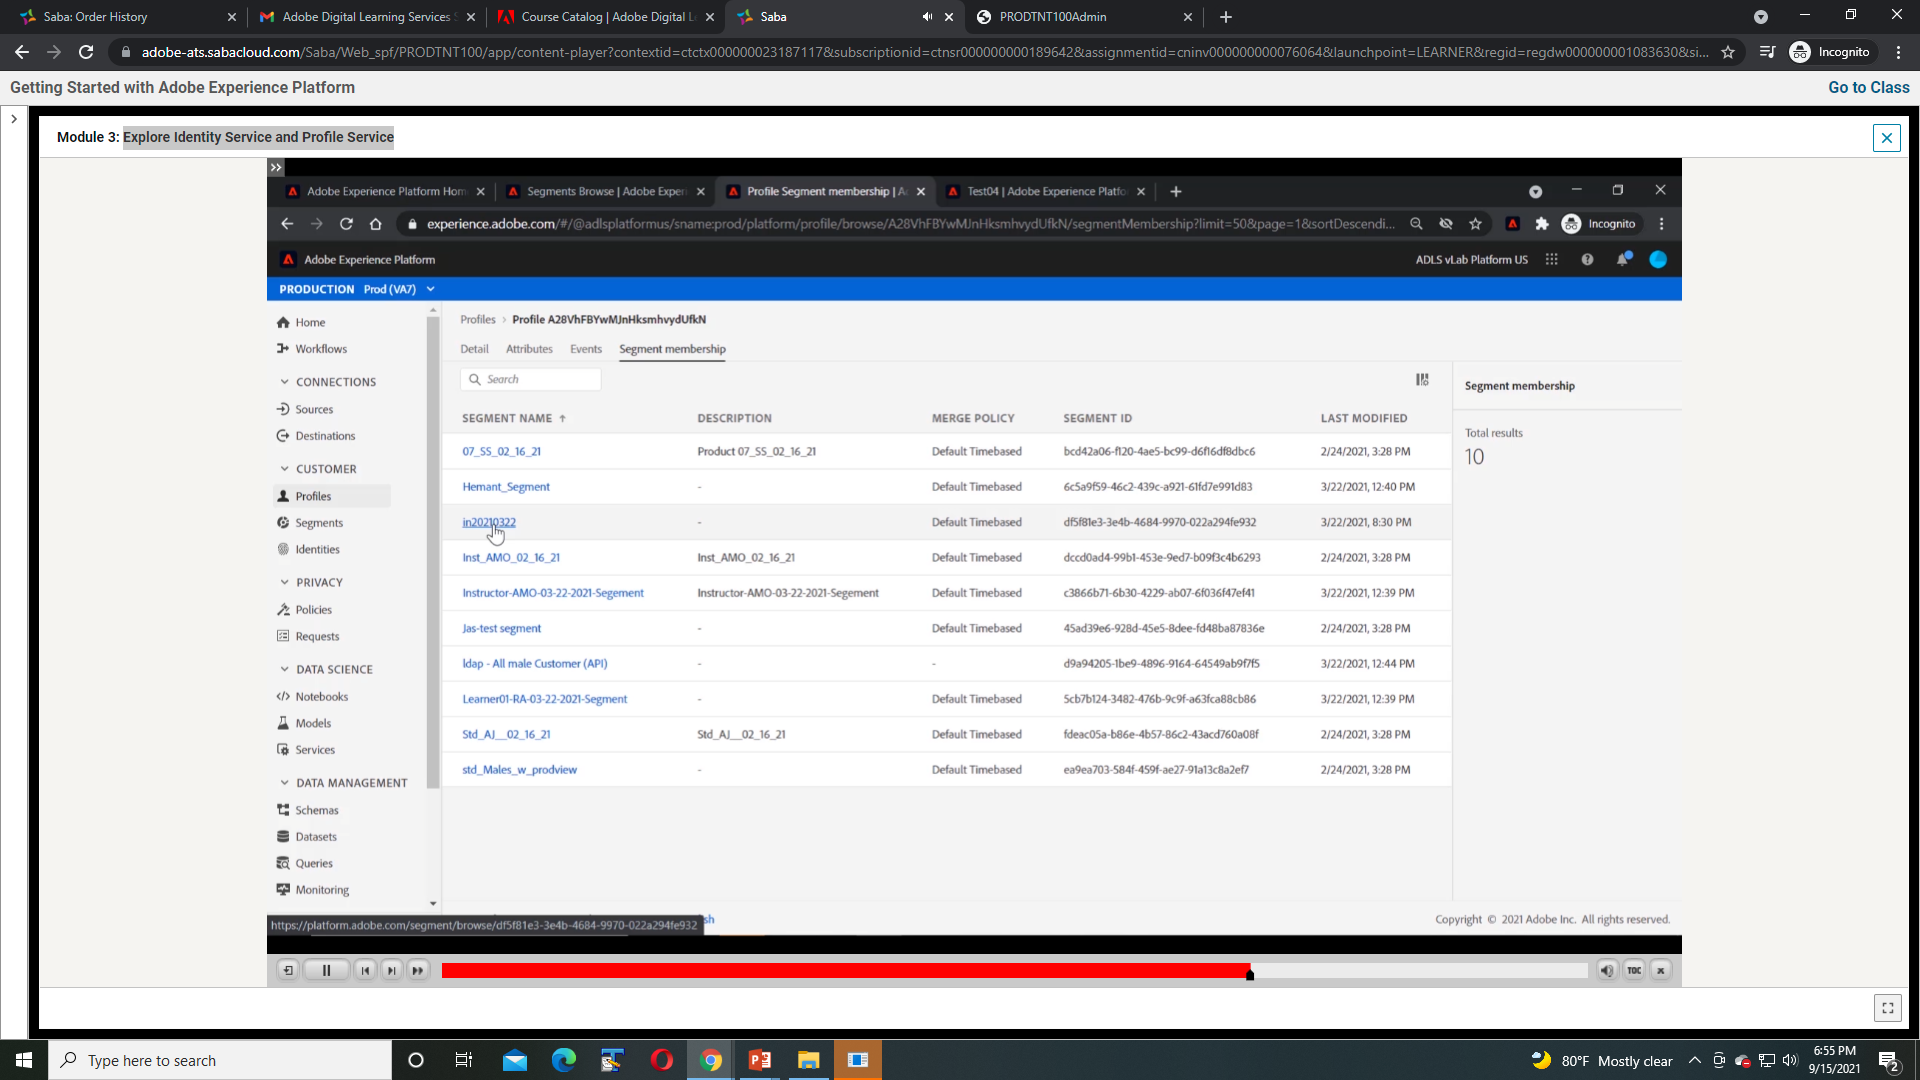 Saba: Order History
Adobe Digital Learning Services S
Course Catalog | Adobe Digital L
Saba
PRODTNT100Admin
adobe-ats.sabacloud.com/Saba/Web_spf/PRODTNT100/app/content-player?contextid=ctctx000000023187117&subscriptionid=ctnsr000000000189642&assignmentid=cninv000000000076064&launchpoint=LEARNER&regid=regdw000000001083630&si...
Incognito
Getting Started with Adobe Experience Platform
Go to Class
Module 3: Explore Identity Service and Profile Service
Adobe Experience Platform Hom
Segments Browse | Adobe Experi
Profile Segment membership | A
Test04 | Adobe Experience Platfo
experience.adobe.com/#/@adlsplatformus/sname:prod/platform/profile/browse/A28VhFBYwMJnHksmhvydUfkN/segmentMembership?limit=50&page=1&sortDescendi...
Incognito
Adobe Experience Platform
ADLS vLab Platform US
PRODUCTION Prod (VA7)
Home
Workflows
CONNECTIONS
Sources
Destinations
CUSTOMER
Profiles
Segments
Identities
PRIVACY
Policies
Requests
DATA SCIENCE
Notebooks
Models
Services
DATA MANAGEMENT
Schemas
Datasets
Queries
Monitoring
Profiles > Profile A28VhFBYwMJnHksmhvydUfkN
Detail Attributes Events Segment membership
Search
SEGMENT NAME DESCRIPTION MERGE POLICY SEGMENT ID LAST MODIFIED
07_SS_02_16_21 Product 07_SS_02_16_21 Default Timebased bcd42a06-f120-4ae5-bc99-d6f16df8dbc6 2/24/2021, 3:28 PM
Hemant_Segment - Default Timebased 6c5a9f59-46c2-439c-a921-61fd7e991d83 3/22/2021, 12:40 PM
in20210322 - Default Timebased df5f81e3-3e4b-4684-9970-022a294fe932 3/22/2021, 8:30 PM
Inst_AMO_02_16_21 Inst_AMO_02_16_21 Default Timebased dccd0ad4-99b1-453e-9ed7-b09f3c4b6293 2/24/2021, 3:28 PM
Instructor-AMO-03-22-2021-Segement Instructor-AMO-03-22-2021-Segement Default Timebased c3866b71-6b30-4229-ab07-6f036f47ef41 3/22/2021, 12:39 PM
Jas-test segment - Default Timebased 45ad39e6-928d-45e5-8dee-fd48ba87836e 2/24/2021, 3:28 PM
ldap - All male Customer (API) - - d9a94205-1be9-4896-9164-64549ab9f7f5 3/22/2021, 12:44 PM
Learner01-RA-03-22-2021-Segment - Default Timebased 5cb7b124-3482-476b-9c9f-a63fca88cb86 3/22/2021, 12:39 PM
Std_AJ__02_16_21 Std_AJ__02_16_21 Default Timebased fdeac05a-b86e-4b57-86c2-43acd760a08f 2/24/2021, 3:28 PM
std_Males_w_prodview - Default Timebased ea9ea703-584f-459f-ae27-91a13c8a2ef7 2/24/2021, 3:28 PM
Segment membership
Total results
10
https://platform.adobe.com/segment/browse/df5f81e3-3e4b-4684-9970-022a294fe932
sh
Copyright © 2021 Adobe Inc. All rights reserved.
TOC
Type here to search
80°F Mostly clear
6:55 PM
9/15/2021
2